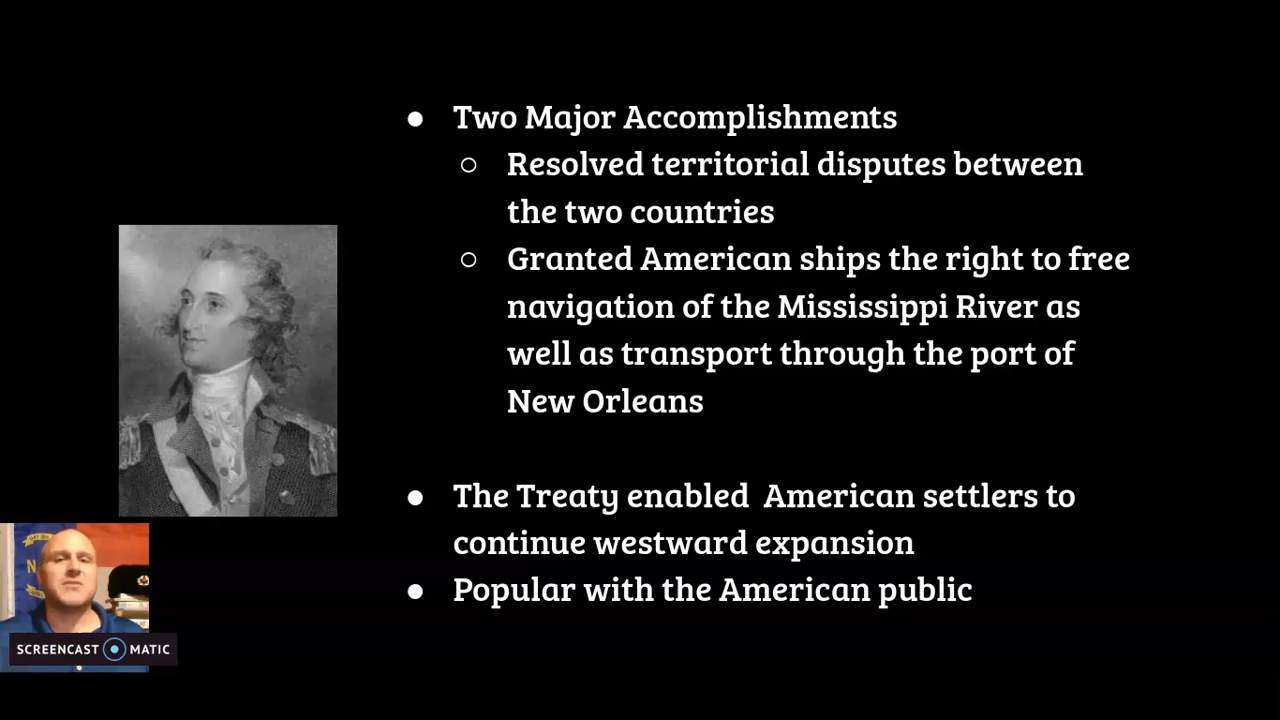 ● Two Major Accomplishments
○ Resolved territorial disputes between
the two countries
○ Granted American ships the right to free
navigation of the Mississippi River as
well as transport through the port of
New Orleans
● The Treaty enabled  American settlers to
continue westward expansion
● Popular with the American public
SCREENCAST MATIC